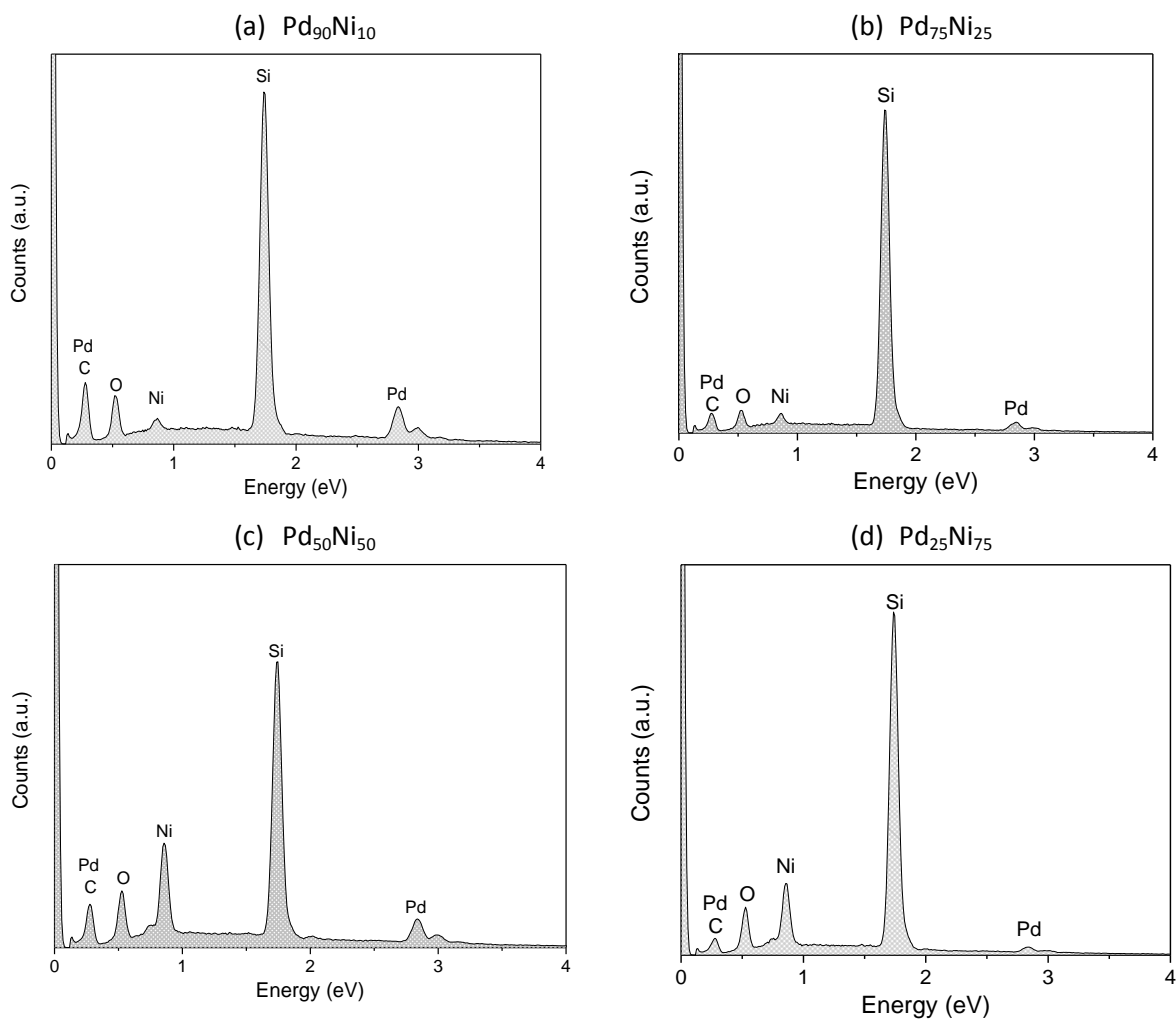 (a) Pd₉₀Ni₁₀
Si
Pd
C
O
Ni
Pd
Counts (a.u.)
0 1 2 3 4
Energy (eV)
(b) Pd₇₅Ni₂₅
Si
Pd
C
O
Ni
Pd
Counts (a.u.)
0 1 2 3 4
Energy (eV)
(c) Pd₅₀Ni₅₀
Si
Ni
Pd
C
O
Pd
Counts (a.u.)
0 1 2 3 4
Energy (eV)
(d) Pd₂₅Ni₇₅
Si
Ni
Pd
C
O
Pd
Counts (a.u.)
0 1 2 3 4
Energy (eV)